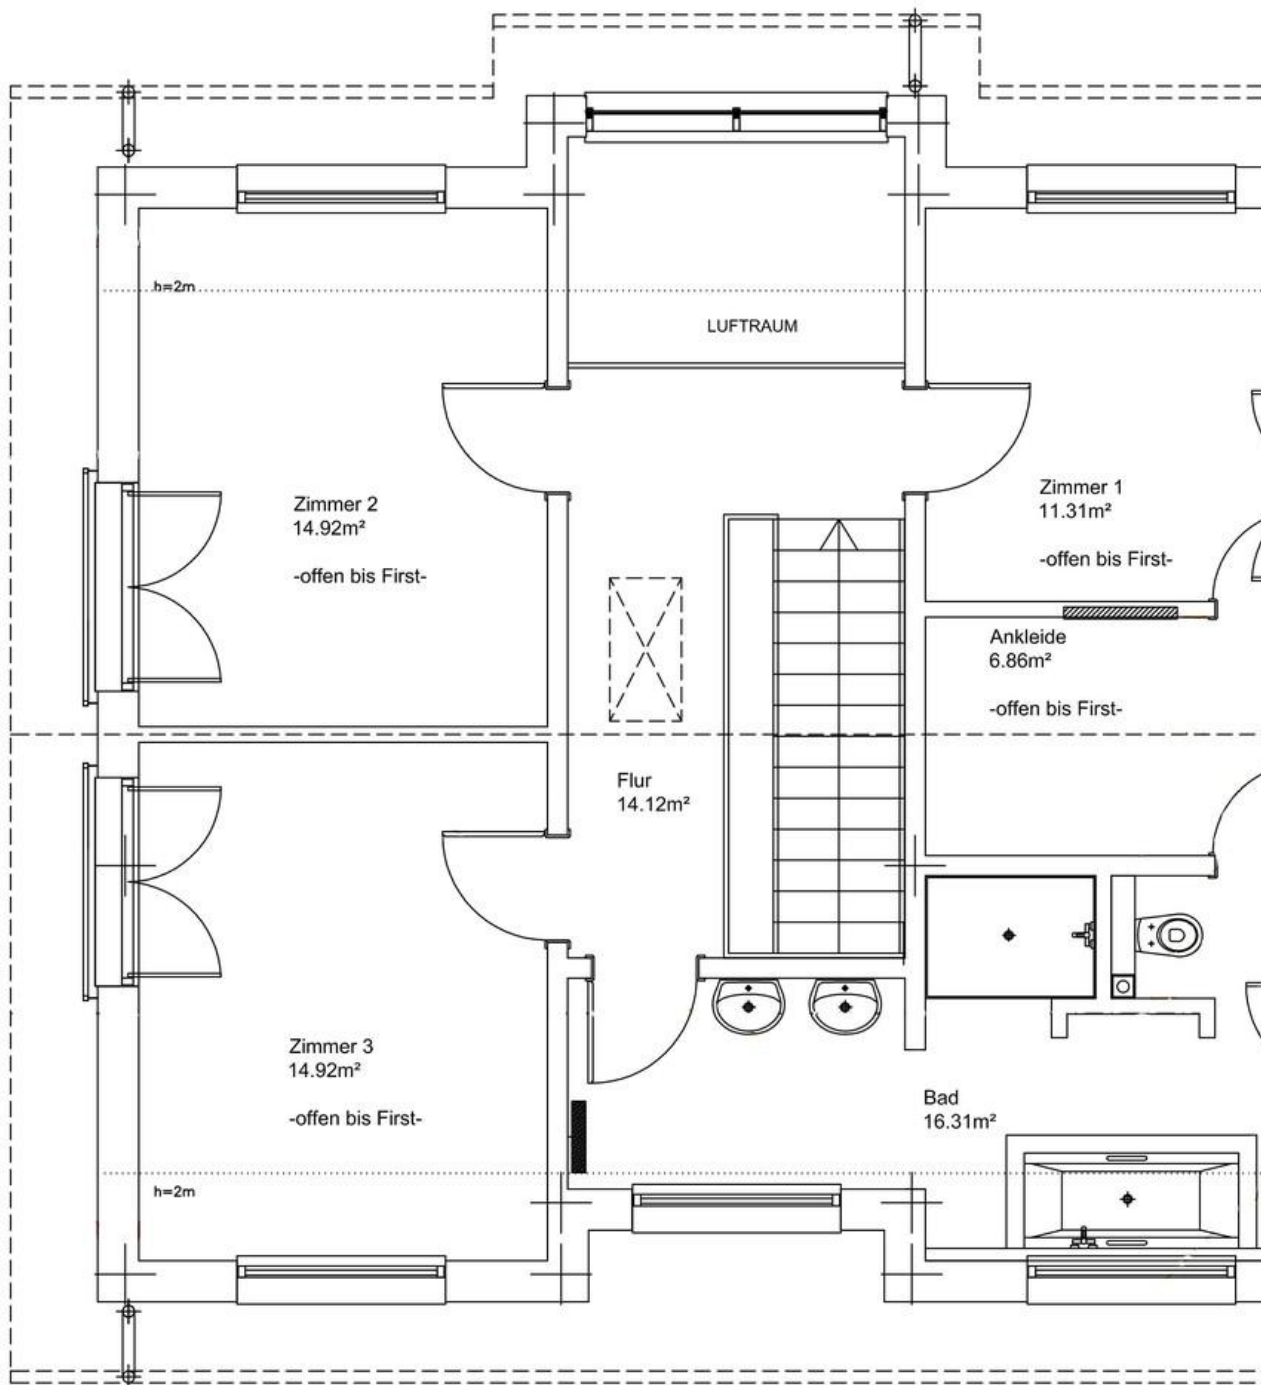 h=2m
LUFTRAUM
Zimmer 2
14.92m²
-offen bis First-
Zimmer 1
11.31m²
-offen bis First-
Ankleide
6.86m²
-offen bis First-
Flur
14.12m²
Zimmer 3
14.92m²
-offen bis First-
Bad
16.31m²
h=2m